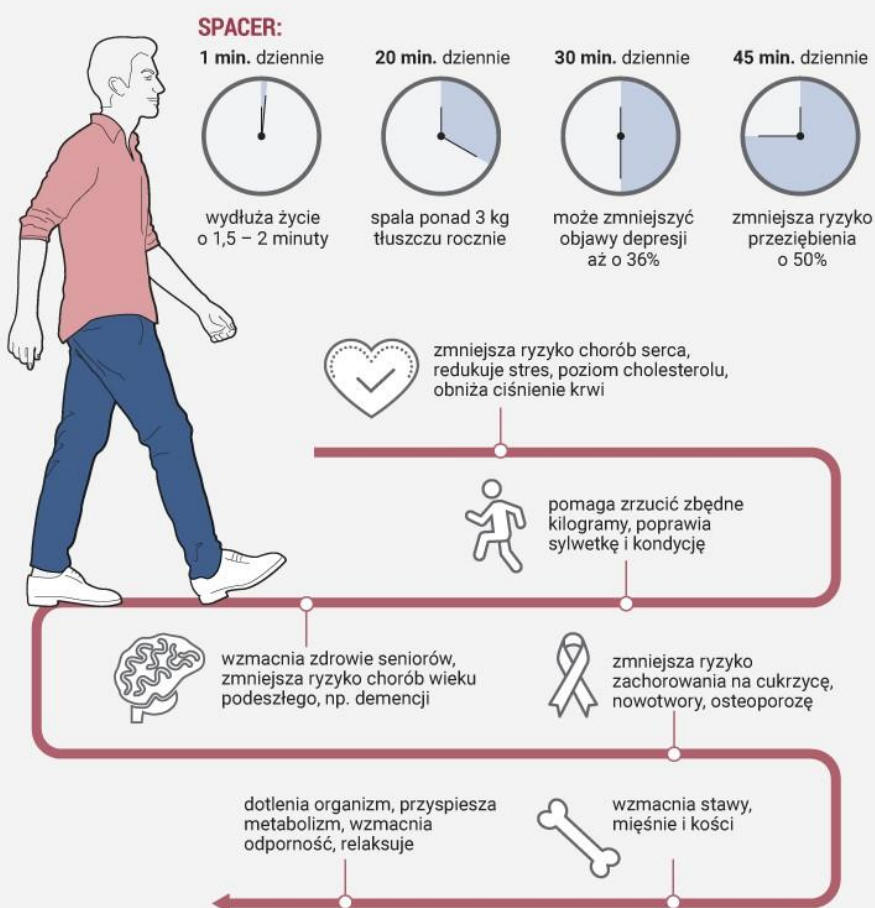 SPACER:
1 min. dziennie
wydłuża życie
o 1,5 – 2 minuty
20 min. dziennie
spala ponad 3 kg
tłuszczu rocznie
30 min. dziennie
może zmniejszyć
objawy depresji
aż o 36%
45 min. dziennie
zmniejsza ryzyko
przeziębienia
o 50%
zmniejsza ryzyko chorób serca,
redukuje stres, poziom cholesterolu,
obniża ciśnienie krwi
pomaga zrzucić zbędne
kilogramy, poprawia
sylwetkę i kondycję
wzmacnia zdrowie seniorów,
zmniejsza ryzyko chorób wieku
podeszłego, np. demencji
zmniejsza ryzyko
zachorowania na cukrzycę,
nowotwory, osteoporozę
dotlenia organizm, przyspiesza
metabolizm, wzmacnia
odporność, relaksuje
wzmacnia stawy,
mięśnie i kości